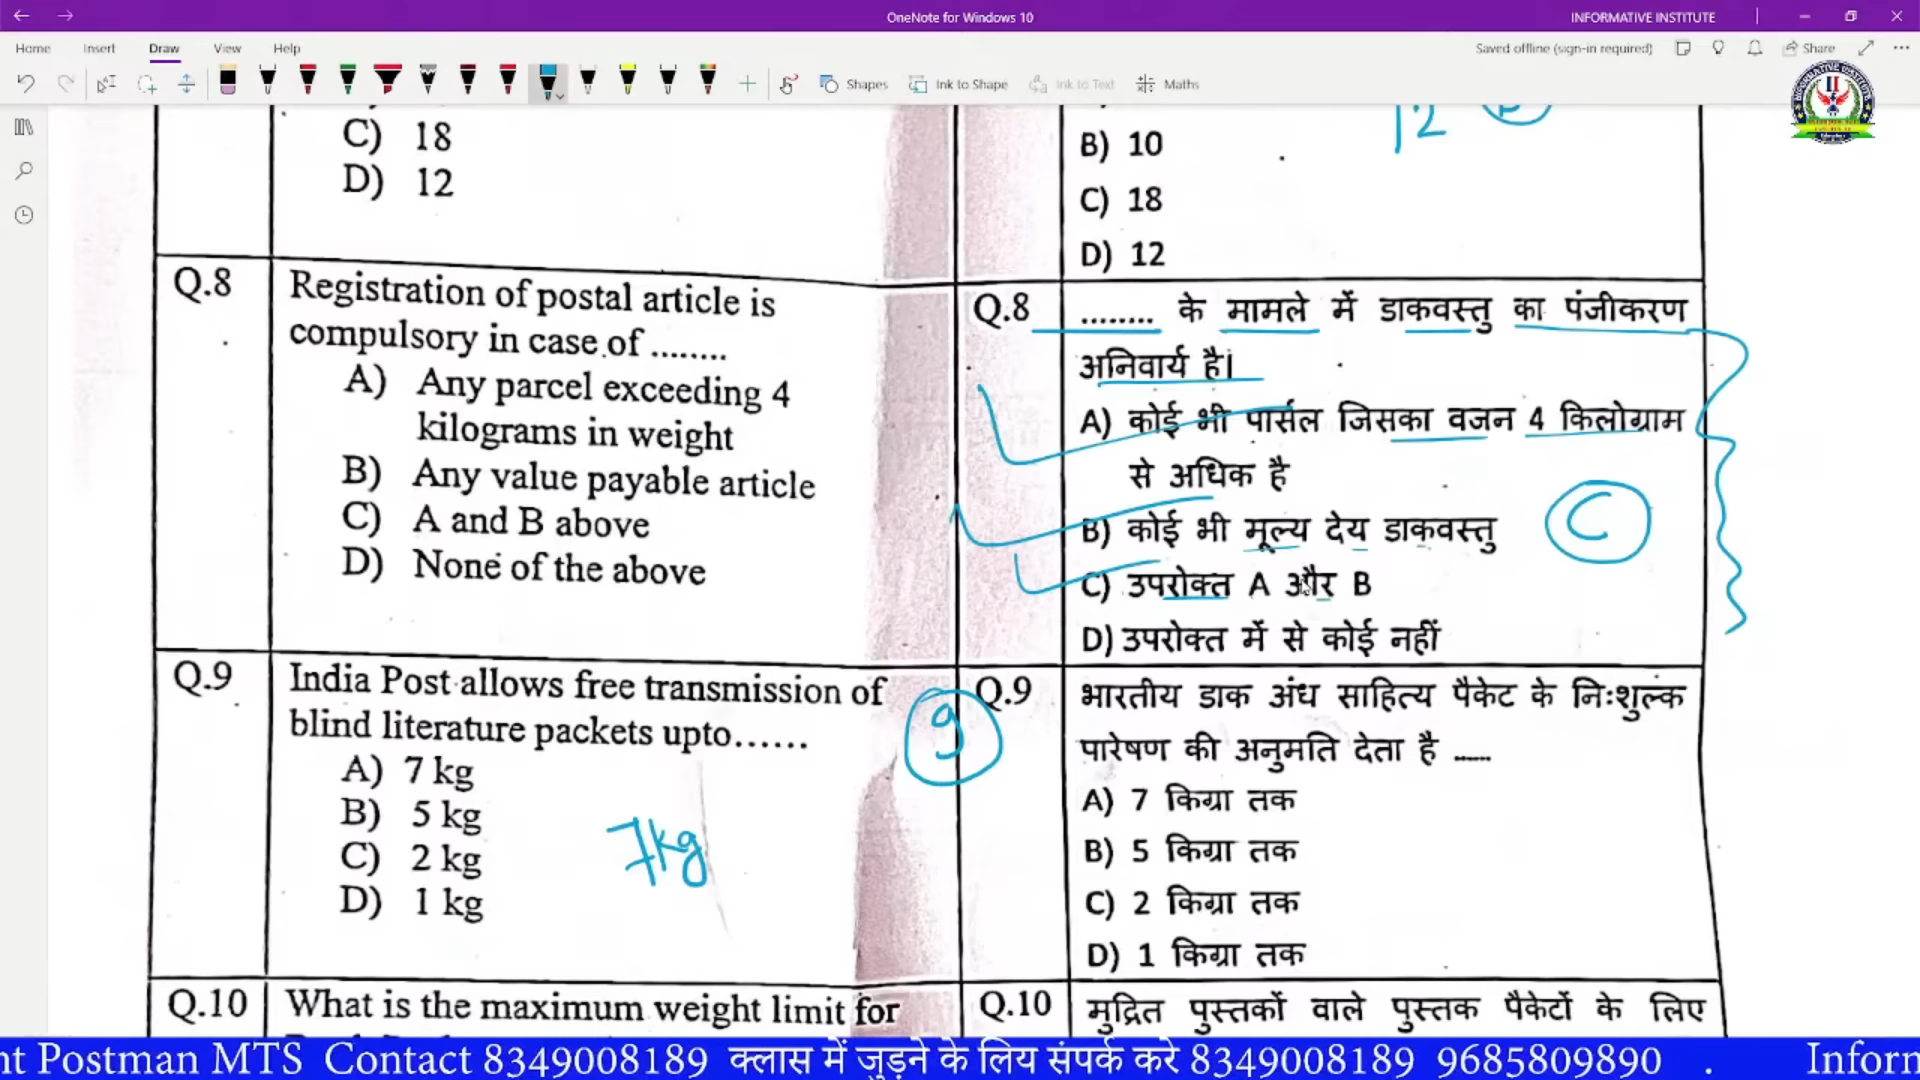 OneNote for Windows 10
INFORMATIVE INSTITUTE
Home Insert Draw View Help
Saved offline (sign-in required)
Share
Shapes
Ink to Shape
Ink to Text
Maths
C) 18
D) 12
B) 10
C) 18
D) 12
12
Q.8
Registration of postal article is
compulsory in case of ........
A) Any parcel exceeding 4
kilograms in weight
B) Any value payable article
C) A and B above
D) None of the above
Q.8
........ के मामले में डाकवस्तु का पंजीकरण
अनिवार्य है।
A) कोई भी पार्सल जिसका वजन 4 किलोग्राम
से अधिक है
B) कोई भी मूल्य देय डाकवस्तु
C) उपरोक्त A और B
D) उपरोक्त में से कोई नहीं
C
Q.9
India Post allows free transmission of
blind literature packets upto......
A) 7 kg
B) 5 kg
C) 2 kg
D) 1 kg
7kg
9
Q.9
भारतीय डाक अंध साहित्य पैकेट के निःशुल्क
पारेषण की अनुमति देता है ......
A) 7 किग्रा तक
B) 5 किग्रा तक
C) 2 किग्रा तक
D) 1 किग्रा तक
Q.10
What is the maximum weight limit for
Q.10
मुद्रित पुस्तकों वाले पुस्तक पैकेटों के लिए
nt Postman MTS Contact 8349008189 क्लास में जुड़ने के लिय संपर्क करे 8349008189 9685809890 . Inforn